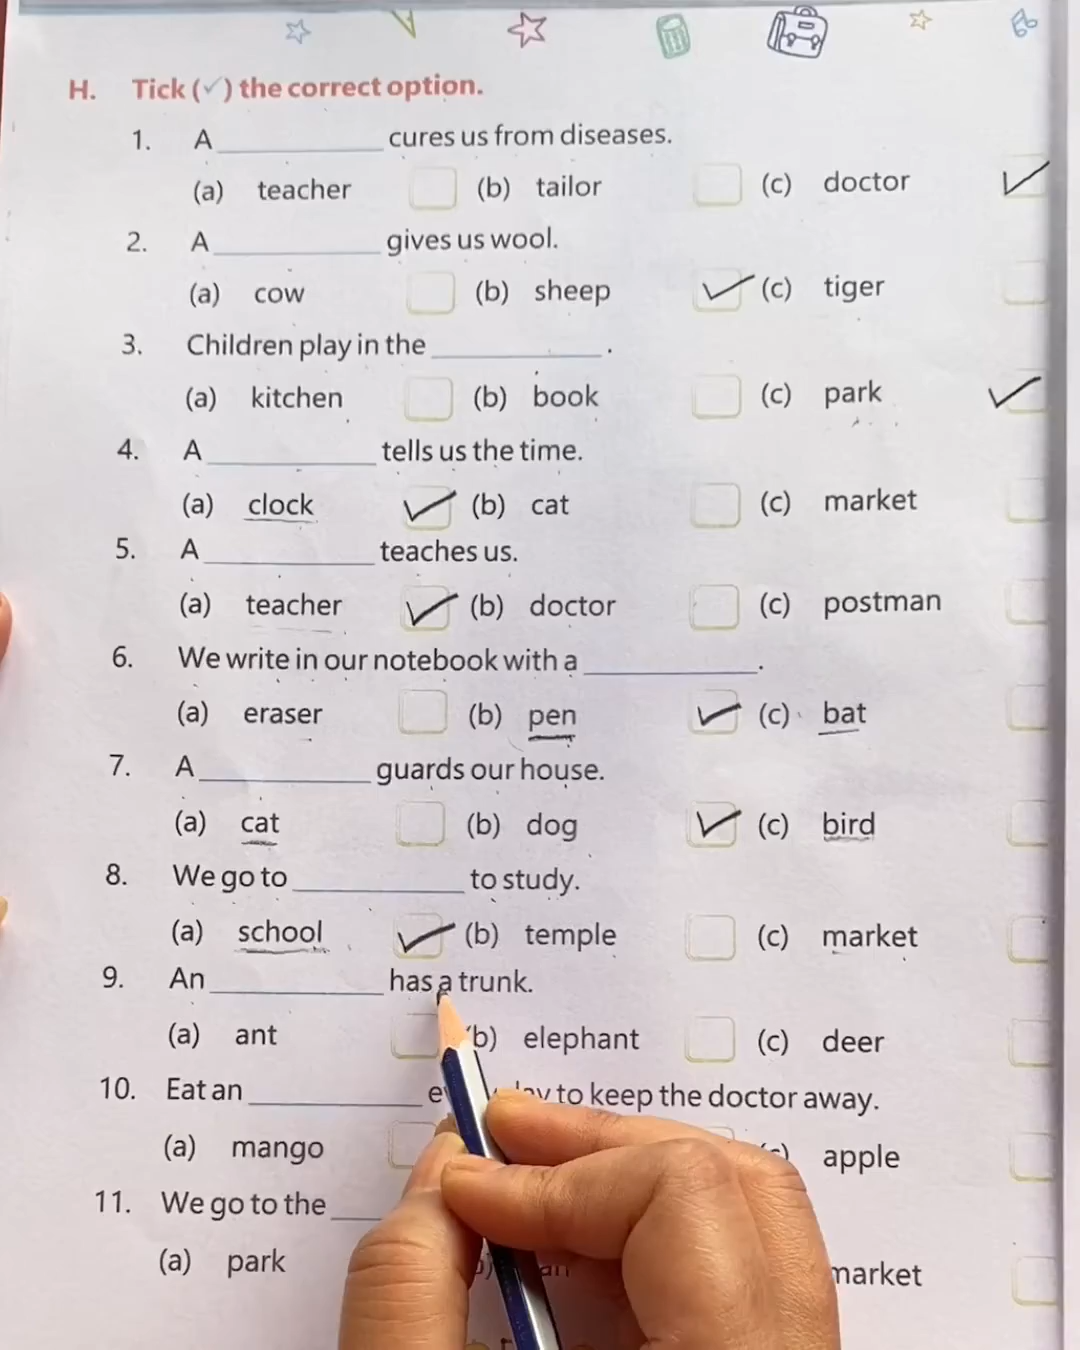 H. Tick (✓) the correct option.
1. A ____________ cures us from diseases.
(a) teacher (b) tailor (c) doctor ✓
2. A ____________ gives us wool.
(a) cow (b) sheep ✓ (c) tiger
3. Children play in the ____________.
(a) kitchen (b) book (c) park ✓
4. A ____________ tells us the time.
(a) clock ✓ (b) cat (c) market
5. A ____________ teaches us.
(a) teacher ✓ (b) doctor (c) postman
6. We write in our notebook with a ____________.
(a) eraser (b) pen ✓ (c) bat
7. A ____________ guards our house.
(a) cat (b) dog ✓ (c) bird
8. We go to ____________ to study.
(a) school ✓ (b) temple (c) market
9. An ____________ has a trunk.
(a) ant (b) elephant (c) deer
10. Eat an ____________ to keep the doctor away.
(a) mango apple
11. We go to the ____
(a) park market